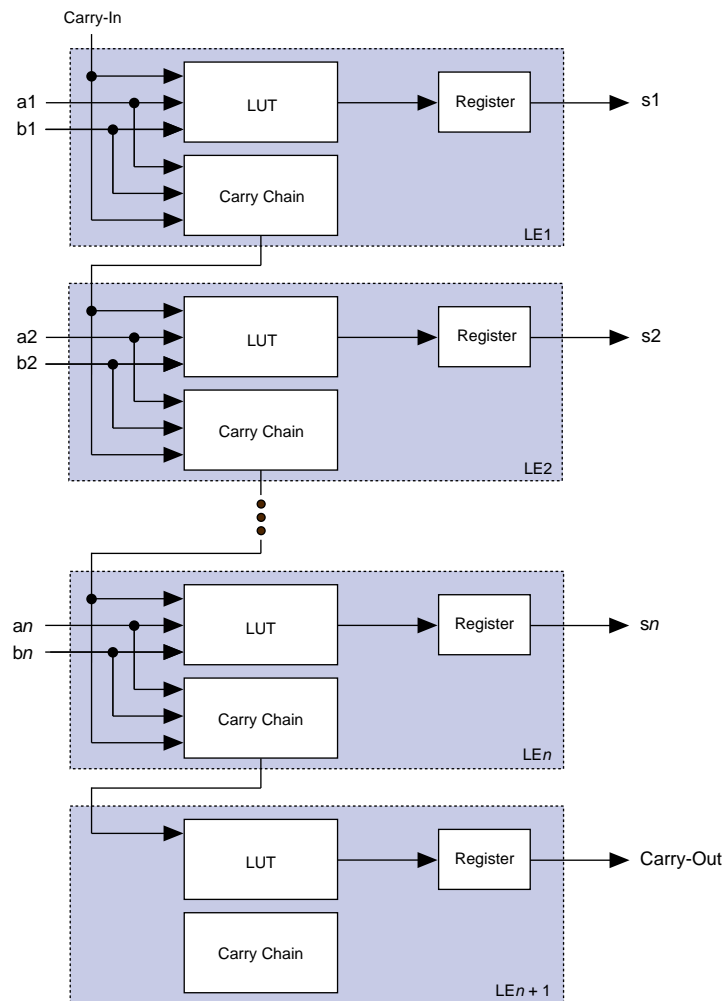 Carry-In
a1
b1
LUT
Register
s1
Carry Chain
LE1
a2
b2
LUT
Register
s2
Carry Chain
LE2
an
bn
LUT
Register
sn
Carry Chain
LEn
LUT
Register
Carry-Out
Carry Chain
LEn + 1